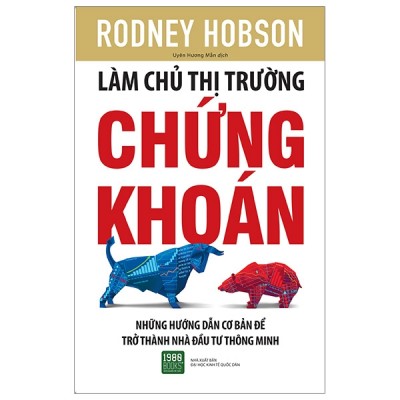 RODNEY HOBSON
Uyên Hương Mẫn dịch
LÀM CHỦ THỊ TRƯỜNG
CHỨNG
KHOÁN
NHỮNG HƯỚNG DẪN CƠ BẢN ĐỂ
TRỞ THÀNH NHÀ ĐẦU TƯ THÔNG MINH
1980
BOOKS
NHÀ XUẤT BẢN
ĐẠI HỌC KINH TẾ QUỐC DÂN